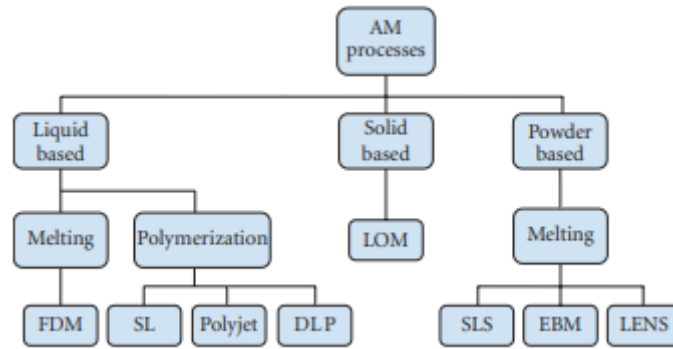 AM
processes
Liquid
based
Solid
based
Powder
based
Melting
Polymerization
LOM
Melting
FDM
SL
Polyjet
DLP
SLS
EBM
LENS